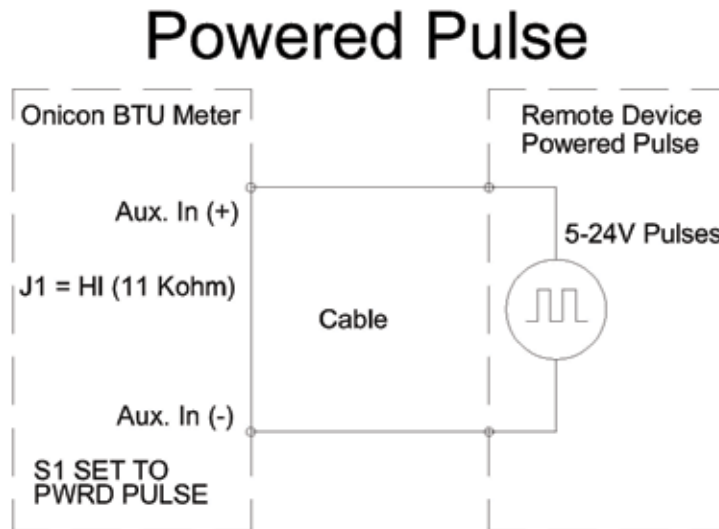 Powered Pulse
Onicon BTU Meter
Remote Device
Powered Pulse
Aux. In (+)
5-24V Pulses
J1 = HI (11 Kohm)
Cable
Aux. In (-)
S1 SET TO
PWRD PULSE